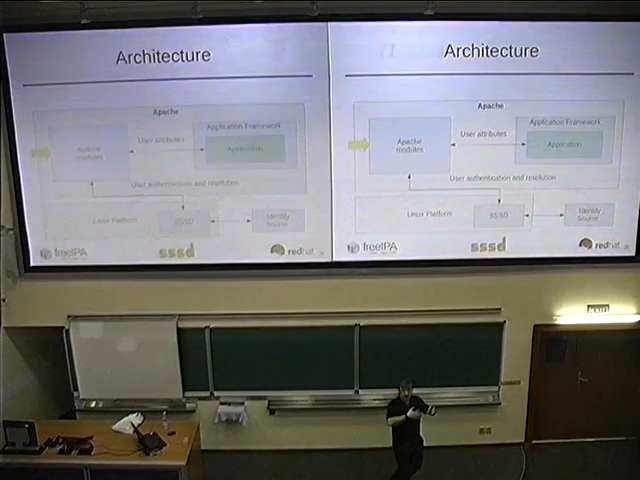 Architecture
Apache
Apache
modules
User attributes
Application Framework
Application
User authentication and resolution
Linux Platform
SSSD
Identity
Source
freeIPA
sssd
redhat
Architecture
Apache
Apache
modules
User attributes
Application Framework
Application
User authentication and resolution
Linux Platform
SSSD
Identity
Source
freeIPA
sssd
redhat
EXIT